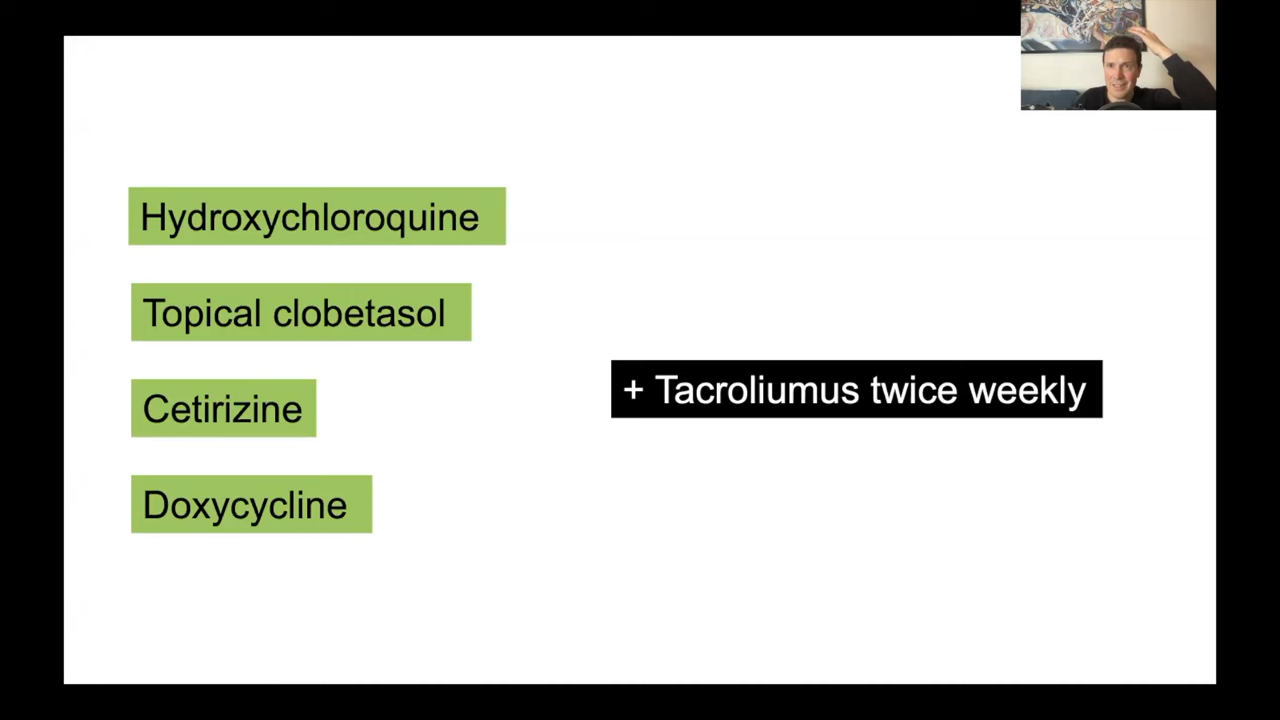 Hydroxychloroquine
Topical clobetasol
+ Tacroliumus twice weekly
Cetirizine
Doxycycline